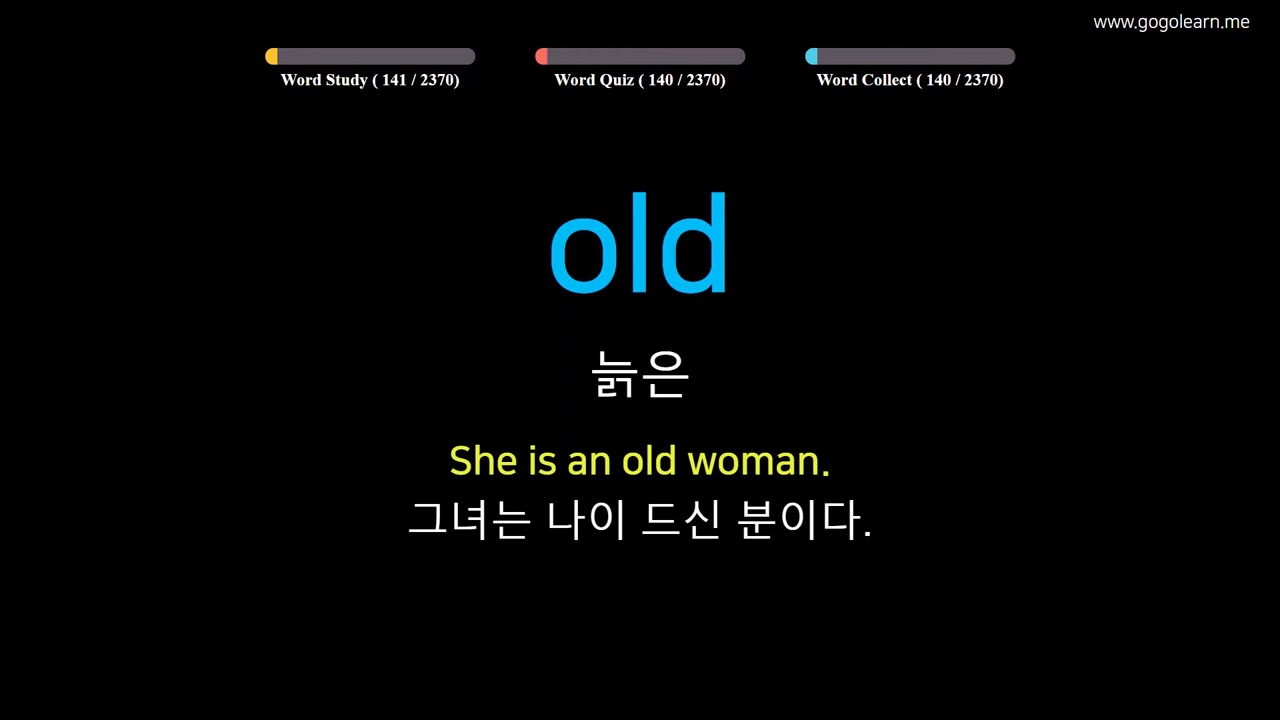 www.gogolearn.me
Word Study ( 141 / 2370)
Word Quiz ( 140 / 2370)
Word Collect ( 140 / 2370)
old
늙은
She is an old woman.
그녀는 나이 드신 분이다.